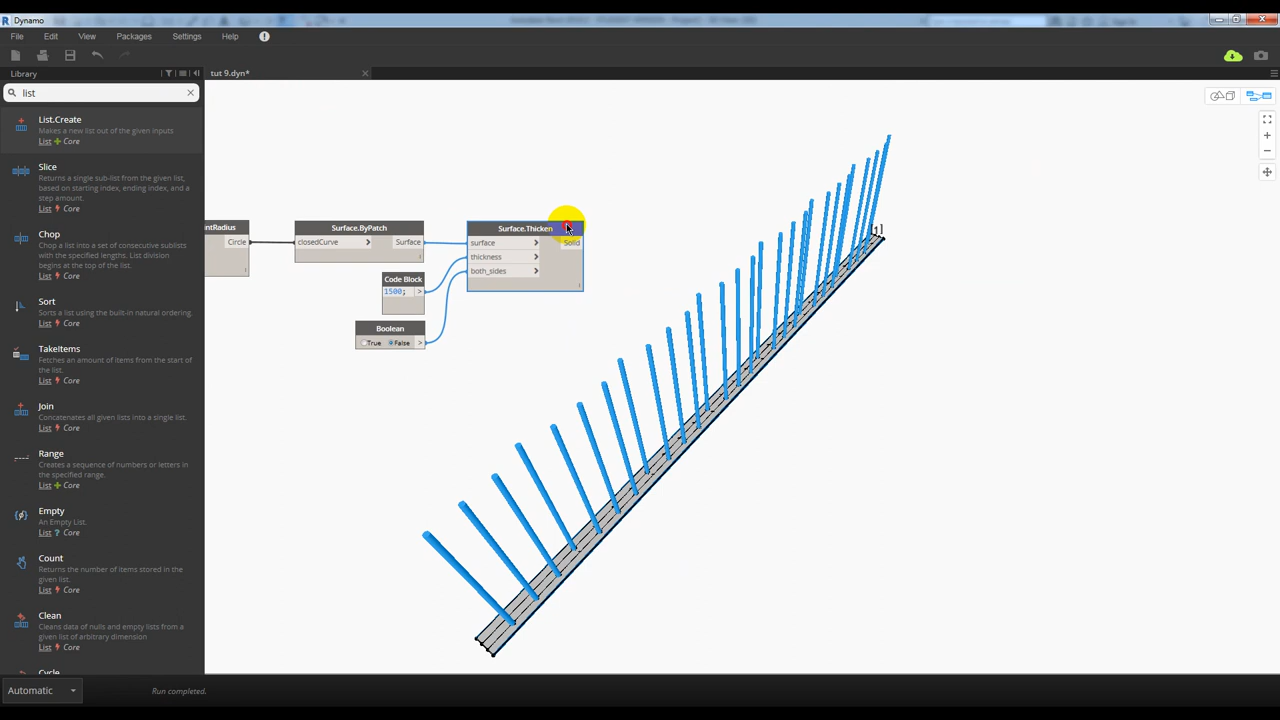 Dynamo
File Edit View Packages Settings Help
Library
tut 9.dyn*
list
List.Create
Makes a new list out of the given inputs
List Core
Slice
Returns a single sub-list from the given list,
based on starting index, ending index, and a
step amount.
List Core
Chop
Chop a list into a set of consecutive sublists
with the specified lengths. List division
begins at the top of the list.
List Core
Sort
Sorts a list using the built-in natural ordering.
List Core
TakeItems
Fetches an amount of items from the start of
the list.
List Core
Join
Concatenates all given lists into a single list.
List Core
Range
Creates a sequence of numbers or letters in
the specified range.
List Core
Empty
An Empty List.
List ? Core
Count
Returns the number of items stored in the
given list.
List Core
Clean
Cleans data of nulls and empty lists from a
given list of arbitrary dimension
List Core
Cycle
ntRadius
Circle >
Surface.ByPatch
closedCurve > Surface
Surface.Thicken
surface > Solid
thickness >
both_sides >
Code Block
1500; >
Boolean
True False >
Automatic
Run completed.